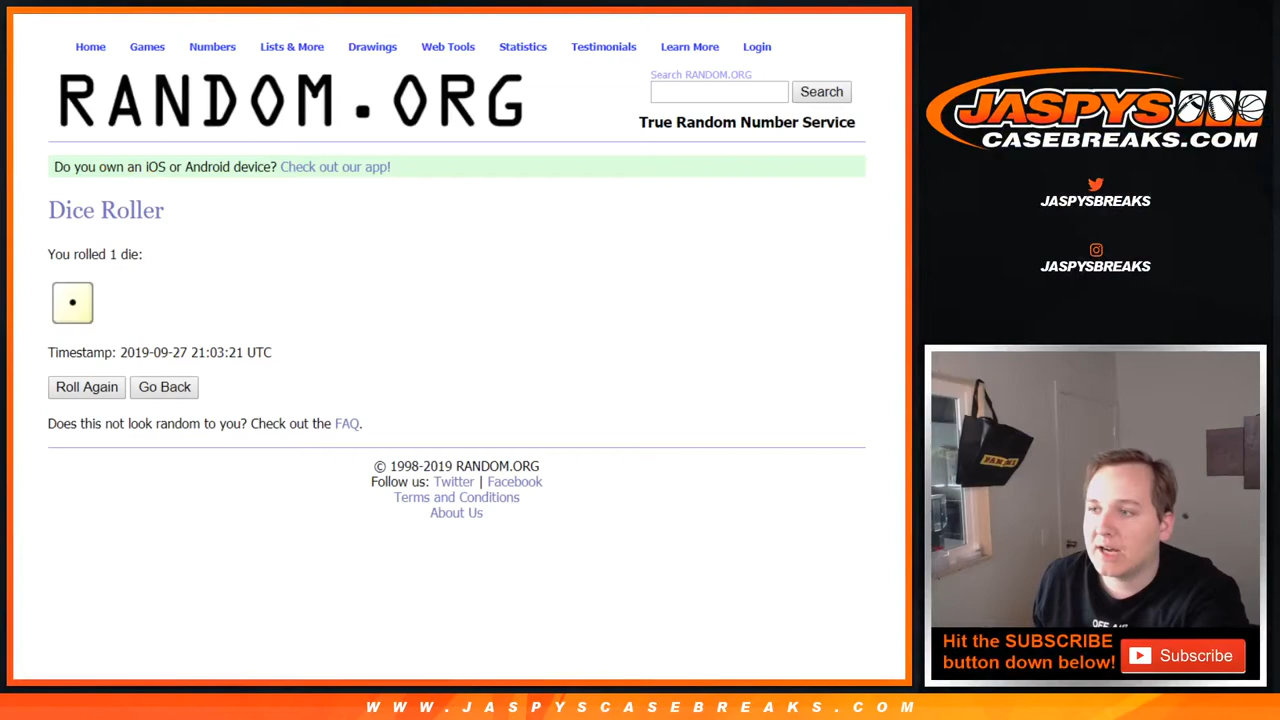 Home Games Numbers Lists & More Drawings Web Tools Statistics Testimonials Learn More Login
RANDOM.ORG
Search RANDOM.ORG
Search
True Random Number Service
Do you own an iOS or Android device? Check out our app!
Dice Roller
You rolled 1 die:
Timestamp: 2019-09-27 21:03:21 UTC
Roll Again Go Back
Does this not look random to you? Check out the FAQ.
© 1998-2019 RANDOM.ORG
Follow us: Twitter | Facebook
Terms and Conditions
About Us
JASPYS
CASEBREAKS.COM
JASPYSBREAKS
JASPYSBREAKS
PANINI
Hit the SUBSCRIBE
button down below!
Subscribe
WWW.JASPYSCASEBREAKS.COM